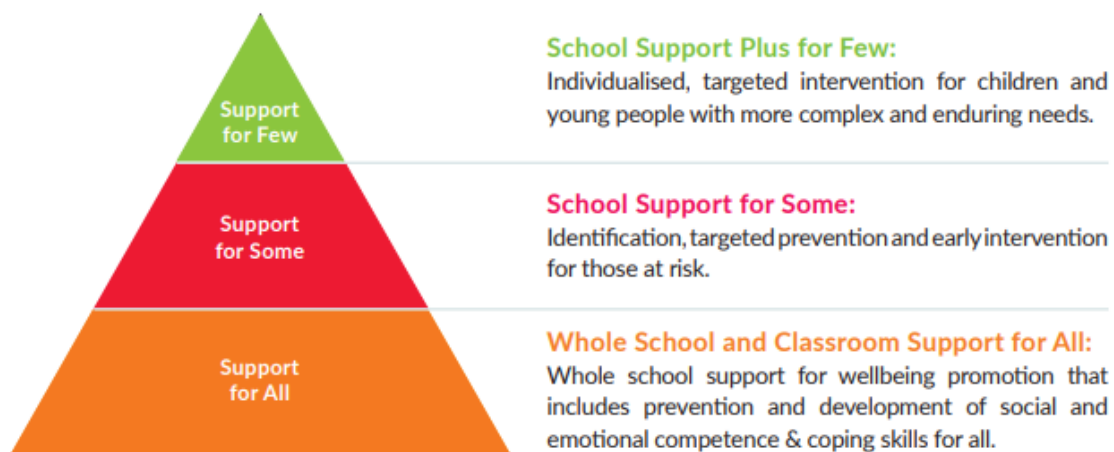 Support
for Few
School Support Plus for Few:
Individualised, targeted intervention for children and
young people with more complex and enduring needs.
Support
for Some
School Support for Some:
Identification, targeted prevention and early intervention
for those at risk.
Support
for All
Whole School and Classroom Support for All:
Whole school support for wellbeing promotion that
includes prevention and development of social and
emotional competence & coping skills for all.